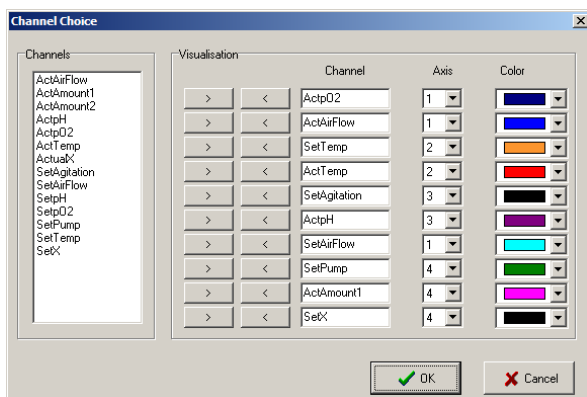 Channel Choice
Channels
ActAirFlow
ActAmount1
ActAmount2
ActpH
ActpO2
ActTemp
ActualX
SetAgitation
SetAirFlow
SetpH
SetpO2
SetPump
SetTemp
SetX
Visualisation
Channel Axis Color
> < ActpO2 1
> < ActAirFlow 1
> < SetTemp 2
> < ActTemp 2
> < SetAgitation 3
> < ActpH 3
> < SetAirFlow 1
> < SetPump 4
> < ActAmount1 4
> < SetX 4
OK Cancel